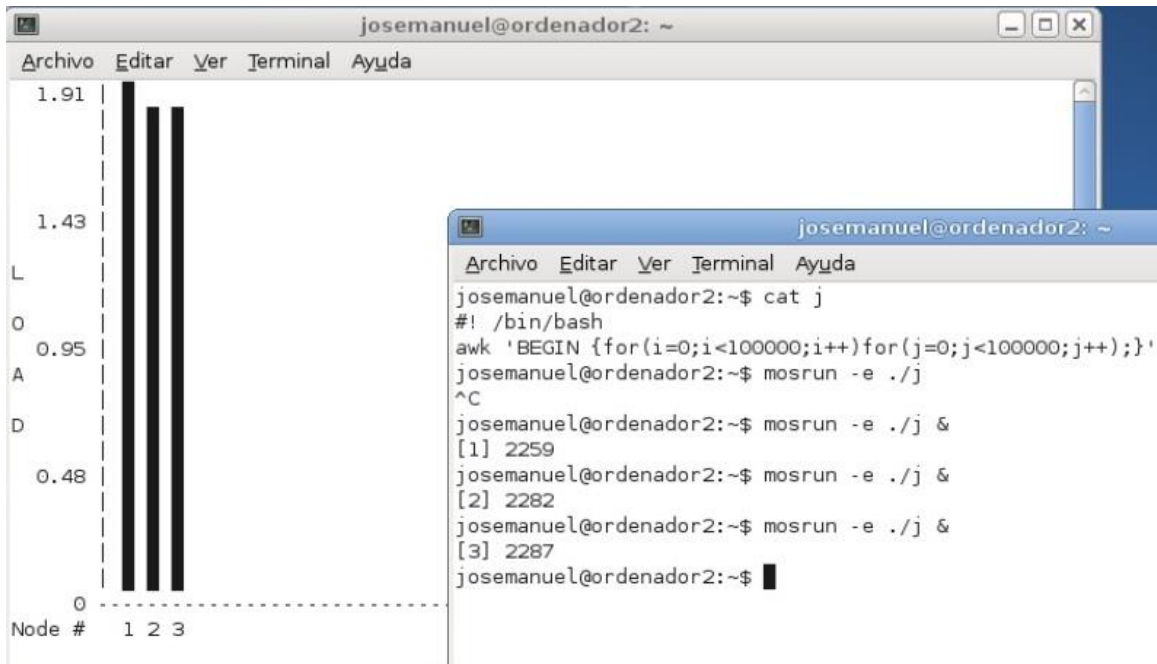 josemanuel@ordenador2: ~
Archivo Editar Ver Terminal Ayuda
1.91
1.43
L
O
0.95
A
D
0.48
0
Node # 1 2 3
josemanuel@ordenador2: ~
Archivo Editar Ver Terminal Ayuda
josemanuel@ordenador2:~$ cat j
#! /bin/bash
awk 'BEGIN {for(i=0;i<100000;i++)for(j=0;j<100000;j++);}'
josemanuel@ordenador2:~$ mosrun -e ./j
^C
josemanuel@ordenador2:~$ mosrun -e ./j &
[1] 2259
josemanuel@ordenador2:~$ mosrun -e ./j &
[2] 2282
josemanuel@ordenador2:~$ mosrun -e ./j &
[3] 2287
josemanuel@ordenador2:~$